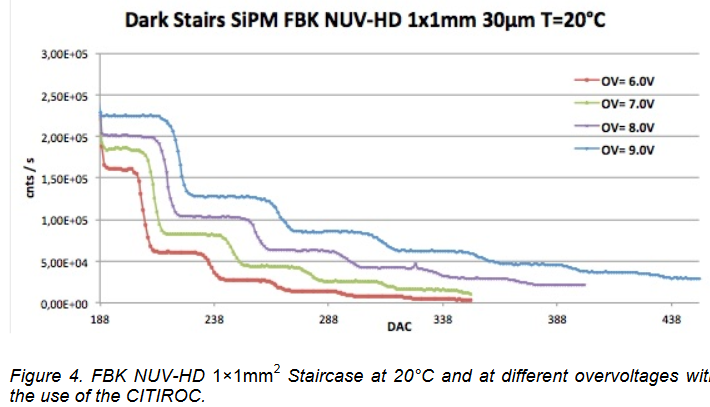 Dark Stairs SiPM FBK NUV-HD 1x1mm 30µm T=20°C
3,00E+05
2,50E+05
2,00E+05
1,50E+05
1,00E+05
5,00E+04
0,00E+00
cnts / s
OV= 6.0V
OV= 7.0V
OV= 8.0V
OV= 9.0V
188 238 288 338 388 438
DAC
Figure 4. FBK NUV-HD 1×1mm² Staircase at 20°C and at different overvoltages wit
the use of the CITIROC.